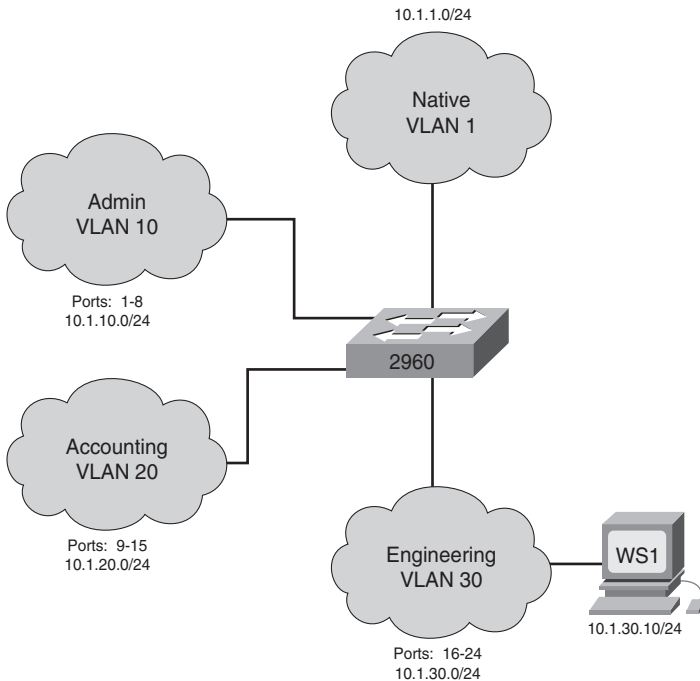 10.1.1.0/24
Native
VLAN 1
Admin
VLAN 10
Ports: 1-8
10.1.10.0/24
2960
Accounting
VLAN 20
Ports: 9-15
10.1.20.0/24
Engineering
VLAN 30
WS1
10.1.30.10/24
Ports: 16-24
10.1.30.0/24